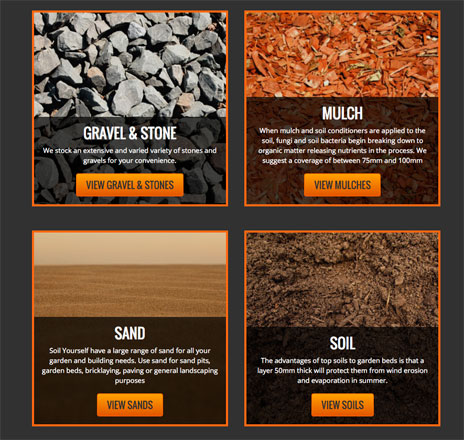 GRAVEL & STONE
We stock an extensive and varied variety of stones and
gravels for your convenience.
VIEW GRAVEL & STONES
MULCH
When mulch and soil conditioners are applied to the
soil, fungi and soil bacteria begin breaking down to
organic matter releasing nutrients in the process. We
suggest a coverage of between 75mm and 100mm
VIEW MULCHES
SAND
Soil Yourself have a large range of sand for all your
garden and building needs. Use sand for sand pits,
garden beds, bricklaying, paving or general landscaping
purposes
VIEW SANDS
SOIL
The advantages of top soils to garden beds is that a
layer 50mm thick will protect them from wind erosion
and evaporation in summer.
VIEW SOILS